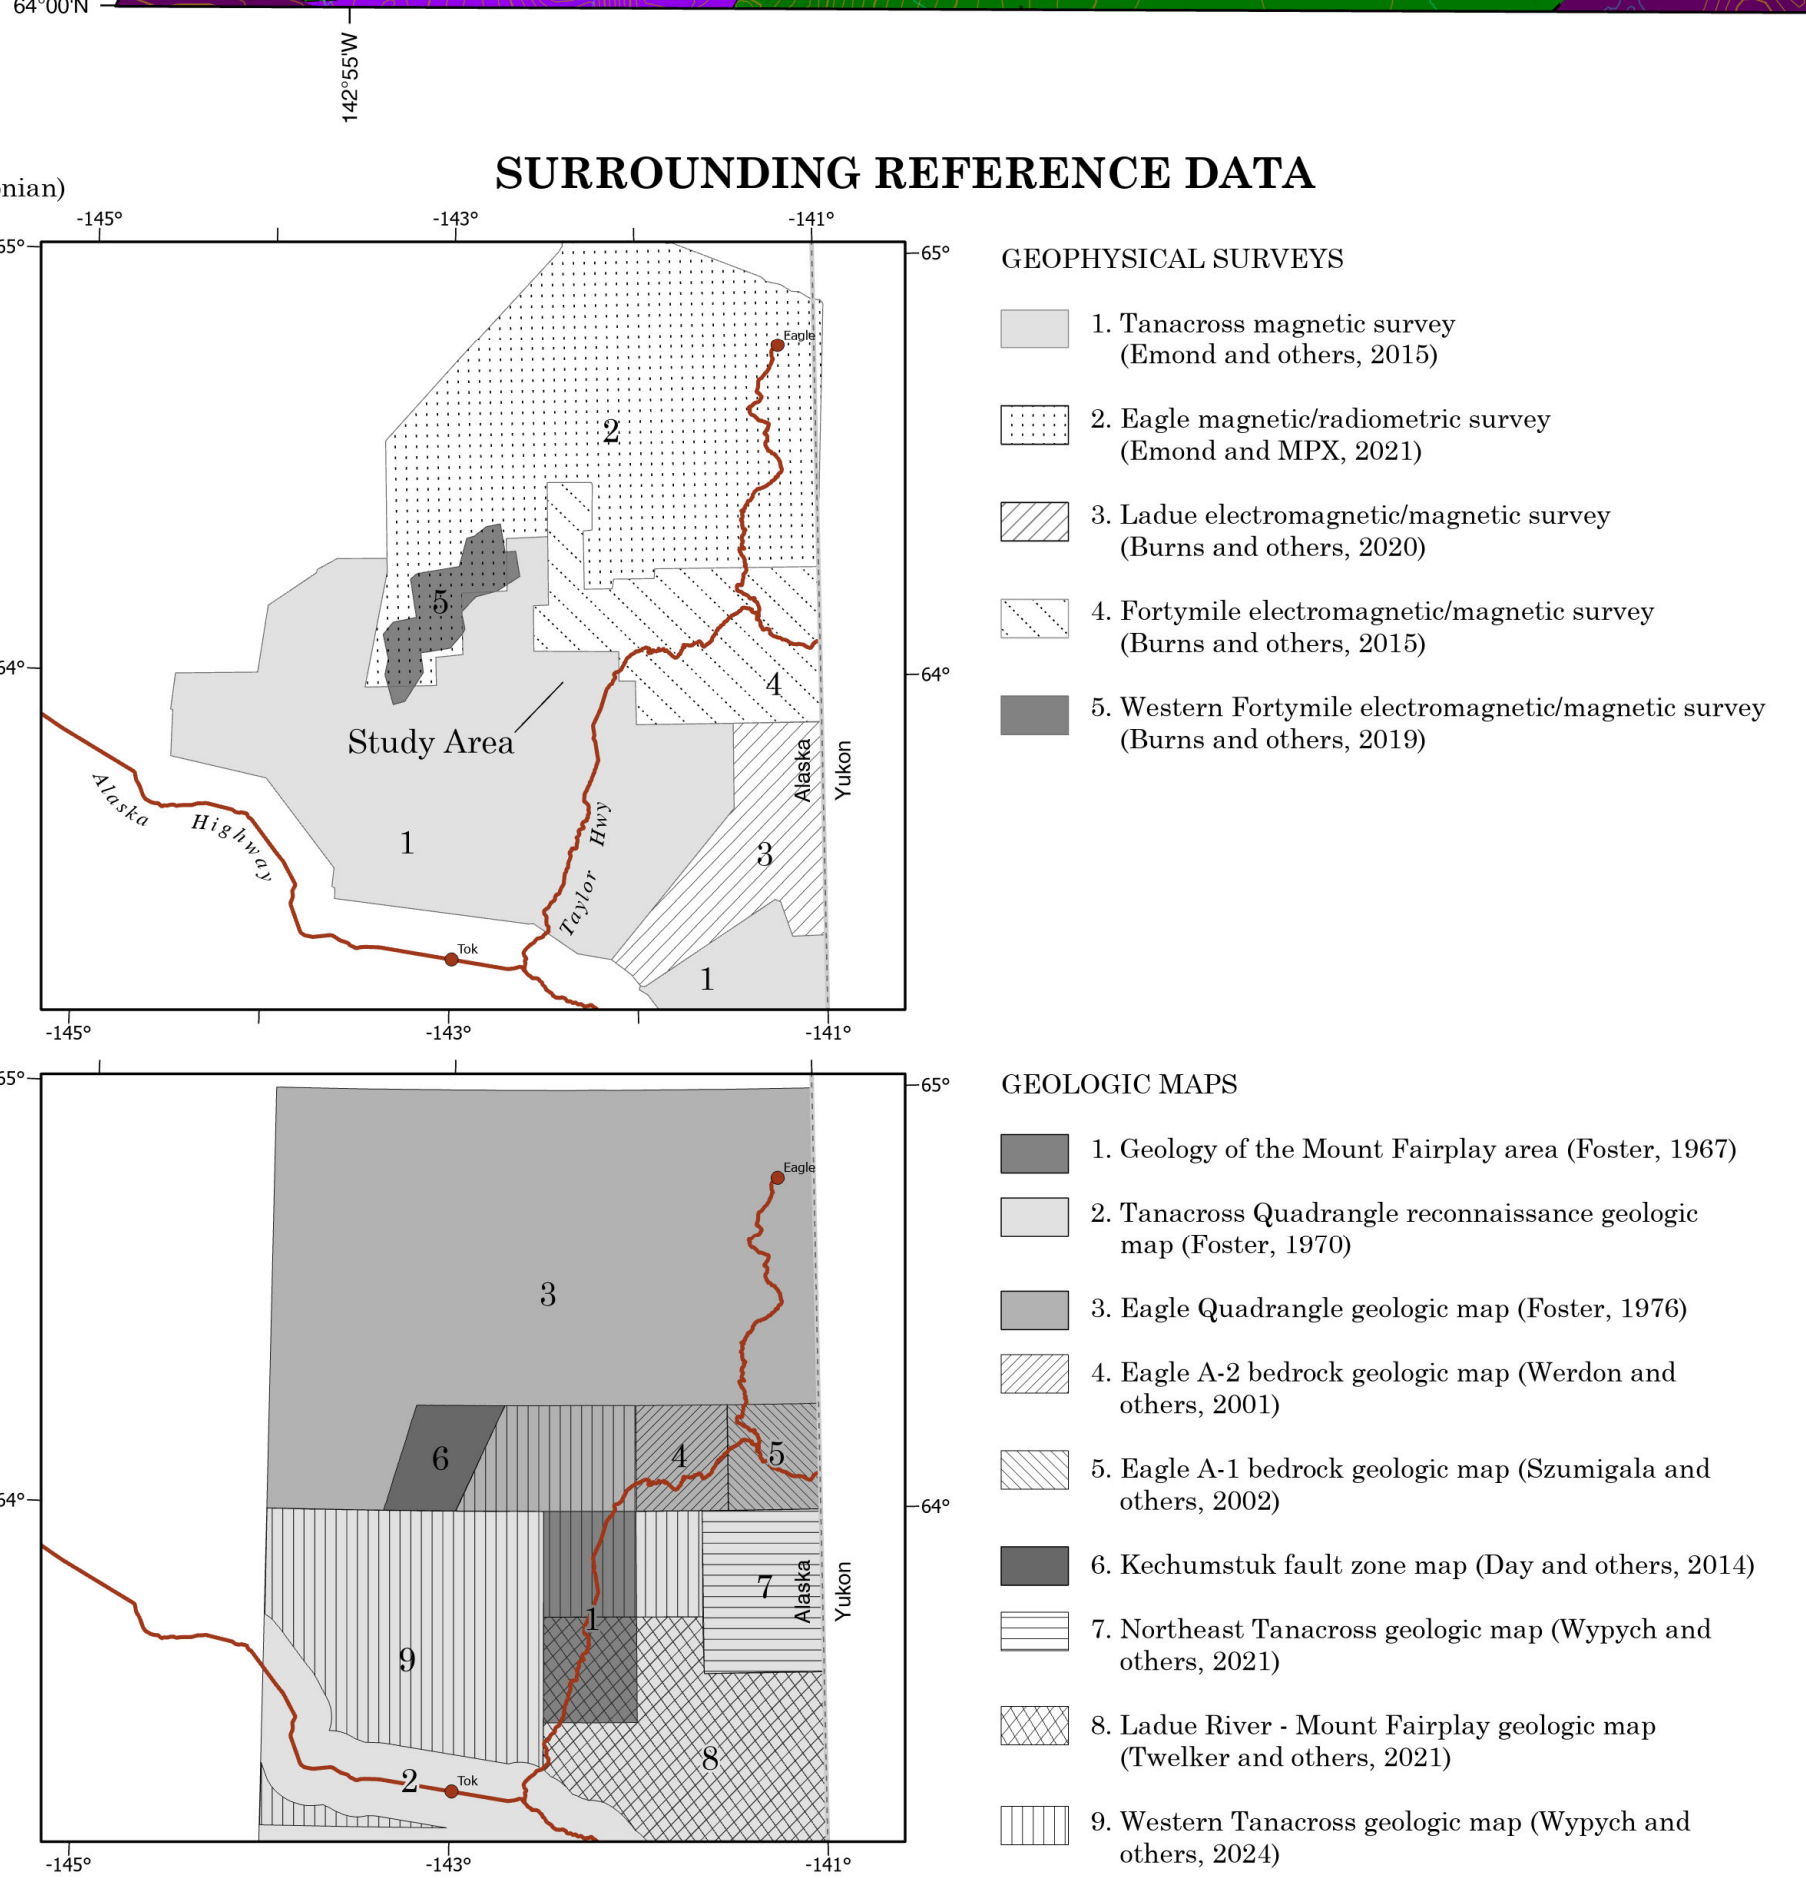 64°00'N
142°55'W
SURROUNDING REFERENCE DATA
nian)
-145°
-143°
-141°
65°
65°
Eagle
2
5
4
64°
64°
Study Area
Alaska
Yukon
Alaska Highway
1
Taylor Hwy
3
Tok
1
-145°
-143°
-141°
GEOPHYSICAL SURVEYS
1. Tanacross magnetic survey
(Emond and others, 2015)
2. Eagle magnetic/radiometric survey
(Emond and MPX, 2021)
3. Ladue electromagnetic/magnetic survey
(Burns and others, 2020)
4. Fortymile electromagnetic/magnetic survey
(Burns and others, 2015)
5. Western Fortymile electromagnetic/magnetic survey
(Burns and others, 2019)
65°
65°
Eagle
3
6
4
5
64°
64°
7
Alaska
Yukon
1
9
8
2
Tok
-145°
-143°
-141°
GEOLOGIC MAPS
1. Geology of the Mount Fairplay area (Foster, 1967)
2. Tanacross Quadrangle reconnaissance geologic
map (Foster, 1970)
3. Eagle Quadrangle geologic map (Foster, 1976)
4. Eagle A-2 bedrock geologic map (Werdon and
others, 2001)
5. Eagle A-1 bedrock geologic map (Szumigala and
others, 2002)
6. Kechumstuk fault zone map (Day and others, 2014)
7. Northeast Tanacross geologic map (Wypych and
others, 2021)
8. Ladue River - Mount Fairplay geologic map
(Twelker and others, 2021)
9. Western Tanacross geologic map (Wypych and
others, 2024)